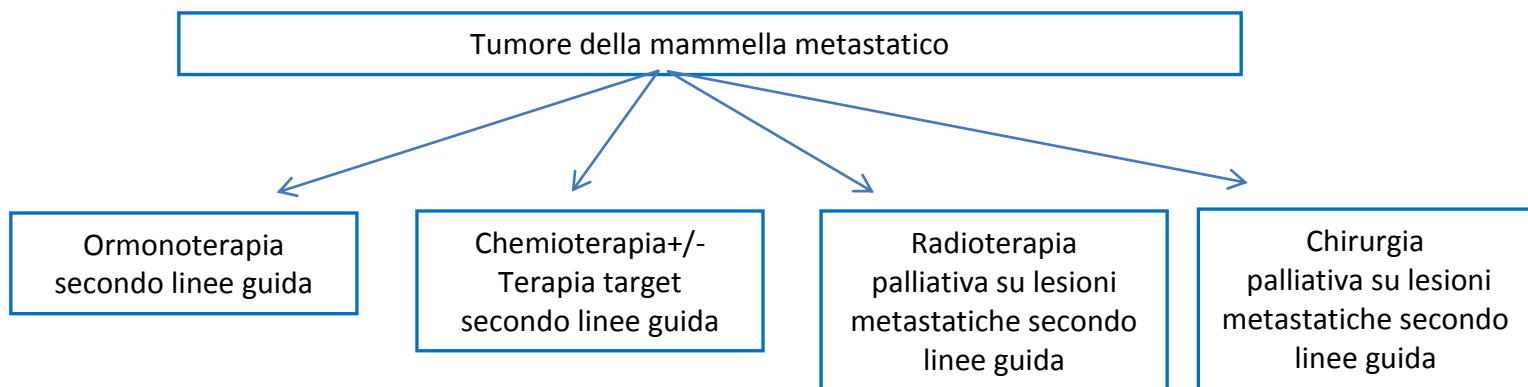 Tumore della mammella metastatico
Ormonoterapia
secondo linee guida
Chemioterapia+/-
Terapia target
secondo linee guida
Radioterapia
palliativa su lesioni
metastatiche secondo
linee guida
Chirurgia
palliativa su lesioni
metastatiche secondo
linee guida